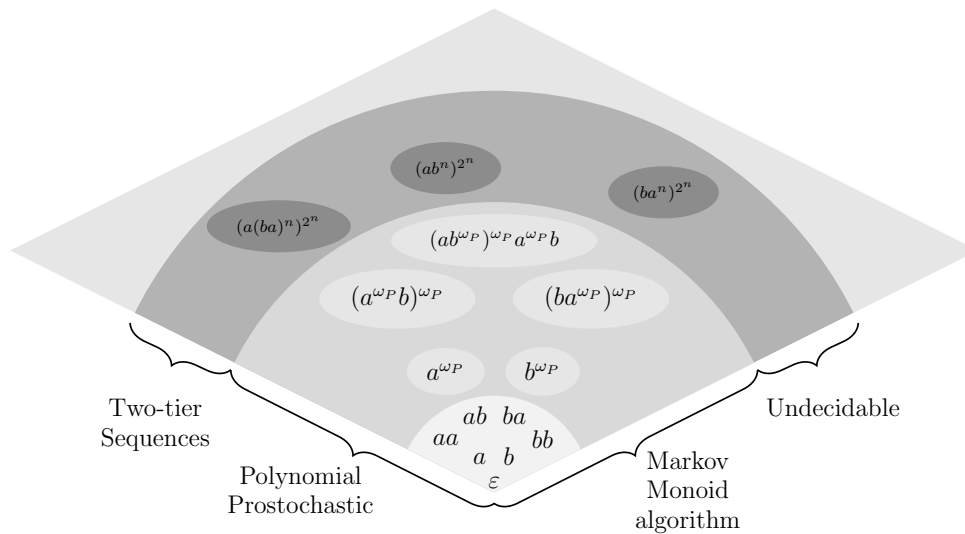 (ab^n)^{2^n}
(ba^n)^{2^n}
(a(ba)^n)^{2^n}
(ab^{ω_P})^{ω_P} a^{ω_P} b
(a^{ω_P} b)^{ω_P}
(ba^{ω_P})^{ω_P}
a^{ω_P}
b^{ω_P}
ab ba
aa bb
a b
ε
Two-tier
Sequences
Polynomial
Prostochastic
Markov
Monoid
algorithm
Undecidable